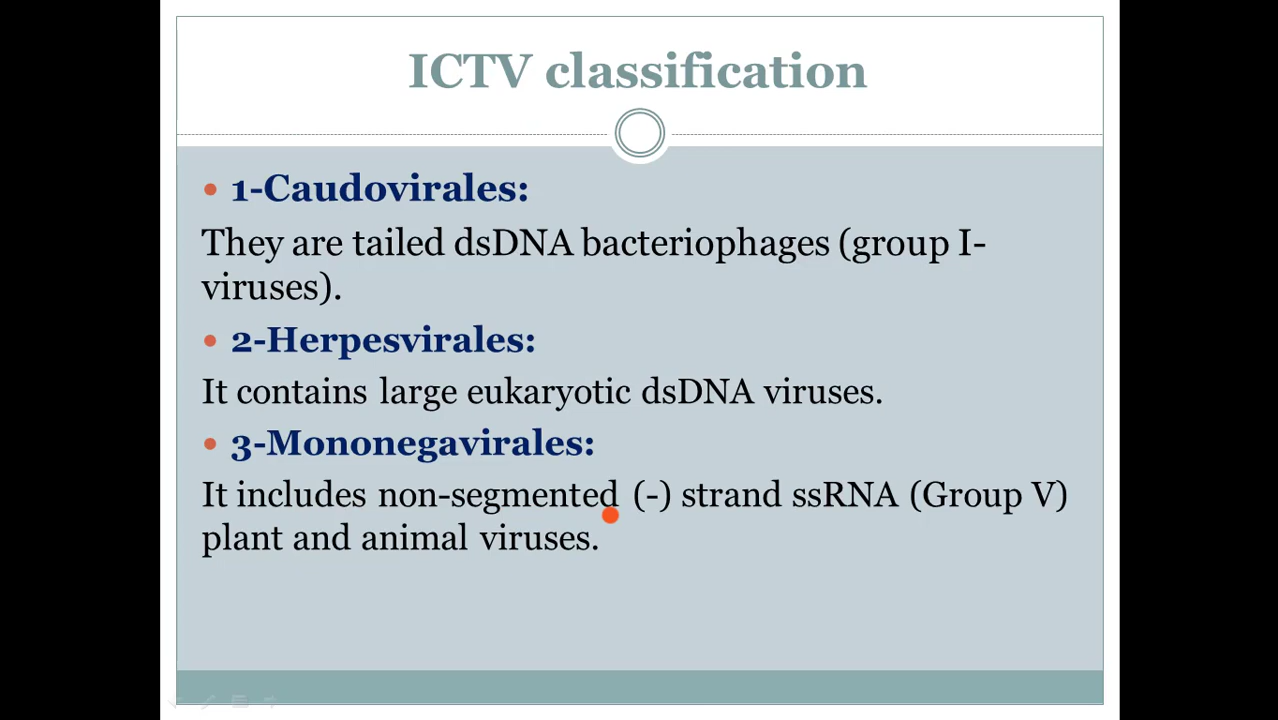 ICTV classification
• 1-Caudovirales:
They are tailed dsDNA bacteriophages (group I-
viruses).
• 2-Herpesvirales:
It contains large eukaryotic dsDNA viruses.
• 3-Mononegavirales:
It includes non-segmented (-) strand ssRNA (Group V)
plant and animal viruses.